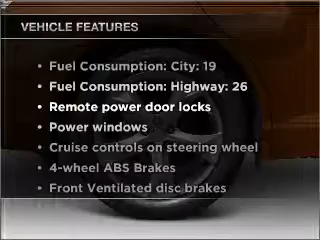 VEHICLE FEATURES
• Fuel Consumption: City: 19
• Fuel Consumption: Highway: 26
• Remote power door locks
• Power windows
• Cruise controls on steering wheel
• 4-wheel ABS Brakes
• Front Ventilated disc brakes